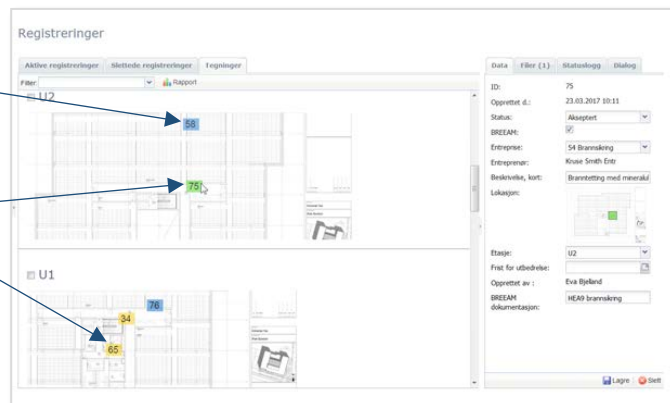 Registreringer
Aktive registreringer Slettede registreringer Tegninger
Filter: Rapport
U2
58
75
U1
76
34
65
Data Filer (1) Statuslogg Dialog
ID: 75
Opprettet d.: 23.03.2017 10:11
Status: Akseptert
BREEAM:
Entreprise: 54 Brannsikring
Entreprenør: Kruse Smith Entr
Beskrivelse, kort: Branntetting med mineralul
Lokasjon:
Etasje: U2
Frist for utbedrelse:
Opprettet av : Eva Bjelland
BREEAM dokumentasjon: HEA9 brannsikring
Lagre Slett